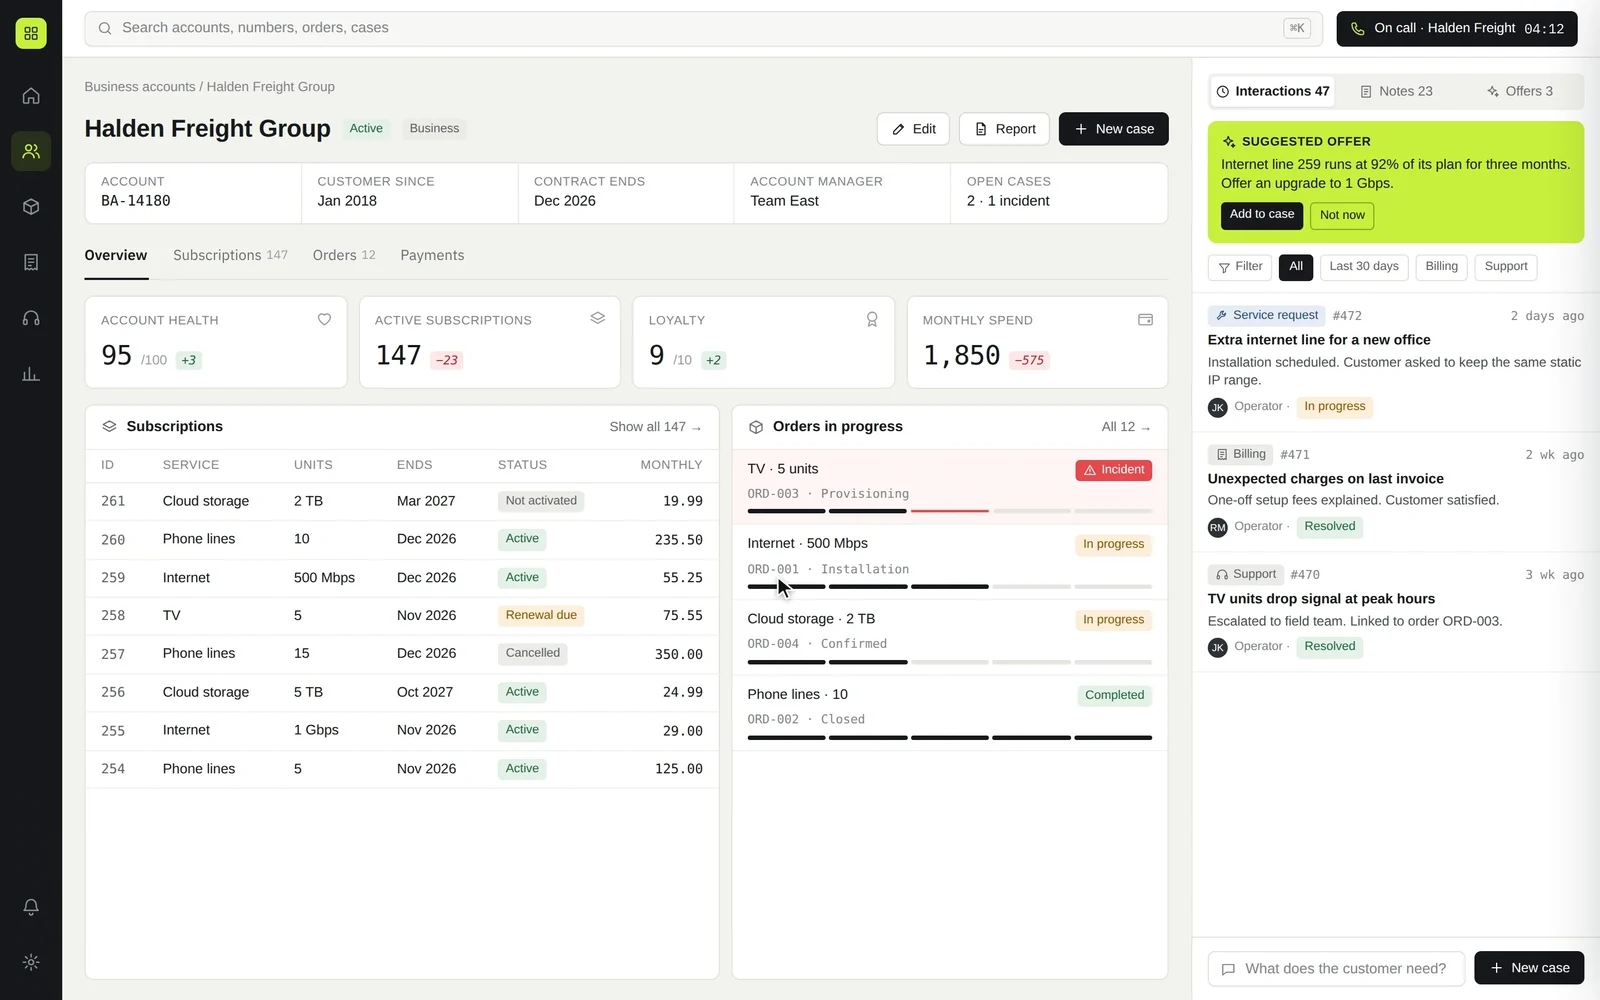 Search accounts, numbers, orders, cases
⌘K
On call · Halden Freight 04:12
Business accounts / Halden Freight Group
Halden Freight Group Active Business
Edit Report New case
ACCOUNT
BA-14180
CUSTOMER SINCE
Jan 2018
CONTRACT ENDS
Dec 2026
ACCOUNT MANAGER
Team East
OPEN CASES
2 · 1 incident
Overview Subscriptions 147 Orders 12 Payments
ACCOUNT HEALTH
95 /100 +3
ACTIVE SUBSCRIPTIONS
147 −23
LOYALTY
9 /10 +2
MONTHLY SPEND
1,850 −575
Subscriptions Show all 147 →
ID SERVICE UNITS ENDS STATUS MONTHLY
261 Cloud storage 2 TB Mar 2027 Not activated 19.99
260 Phone lines 10 Dec 2026 Active 235.50
259 Internet 500 Mbps Dec 2026 Active 55.25
258 TV 5 Nov 2026 Renewal due 75.55
257 Phone lines 15 Dec 2026 Cancelled 350.00
256 Cloud storage 5 TB Oct 2027 Active 24.99
255 Internet 1 Gbps Nov 2026 Active 29.00
254 Phone lines 5 Nov 2026 Active 125.00
Orders in progress All 12 →
TV · 5 units Incident
ORD-003 · Provisioning
Internet · 500 Mbps In progress
ORD-001 · Installation
Cloud storage · 2 TB In progress
ORD-004 · Confirmed
Phone lines · 10 Completed
ORD-002 · Closed
Interactions 47 Notes 23 Offers 3
SUGGESTED OFFER
Internet line 259 runs at 92% of its plan for three months.
Offer an upgrade to 1 Gbps.
Add to case Not now
Filter All Last 30 days Billing Support
Service request #472 2 days ago
Extra internet line for a new office
Installation scheduled. Customer asked to keep the same static
IP range.
JK Operator · In progress
Billing #471 2 wk ago
Unexpected charges on last invoice
One-off setup fees explained. Customer satisfied.
RM Operator · Resolved
Support #470 3 wk ago
TV units drop signal at peak hours
Escalated to field team. Linked to order ORD-003.
JK Operator · Resolved
What does the customer need? New case